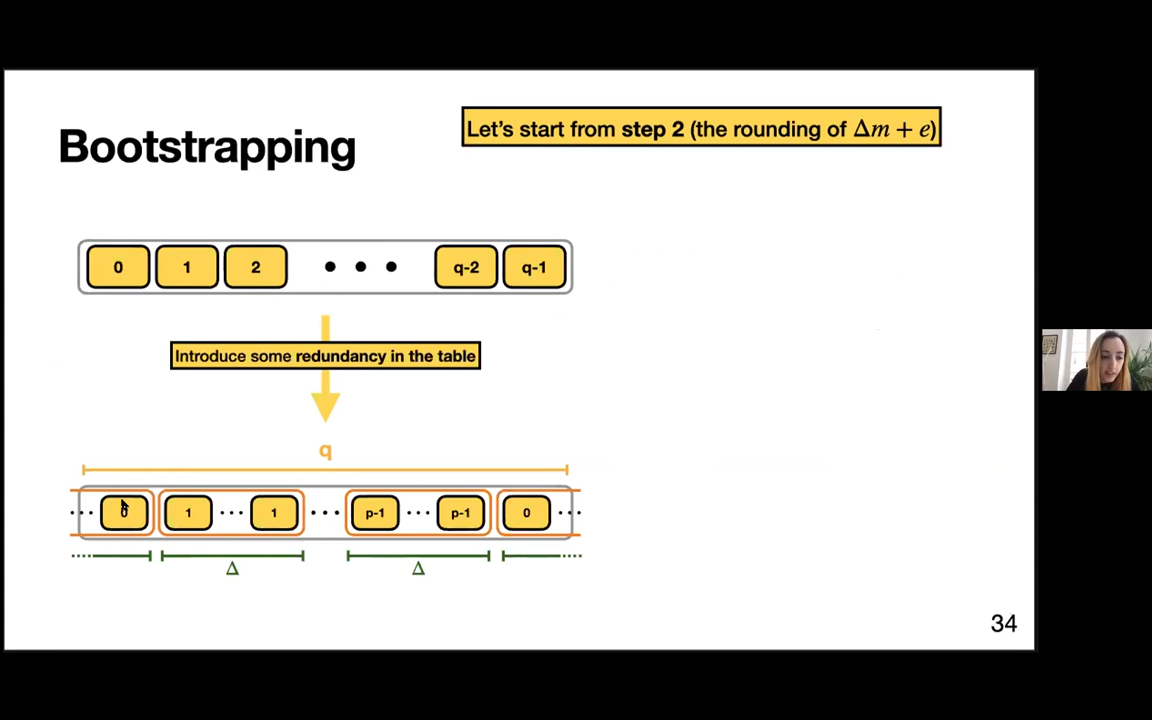 Let's start from step 2 (the rounding of Δm + e)
Bootstrapping
0 1 2 • • • q-2 q-1
Introduce some redundancy in the table
q
··· 0 1 ··· 1 ··· p-1 ··· p-1 0 ···
Δ Δ
34